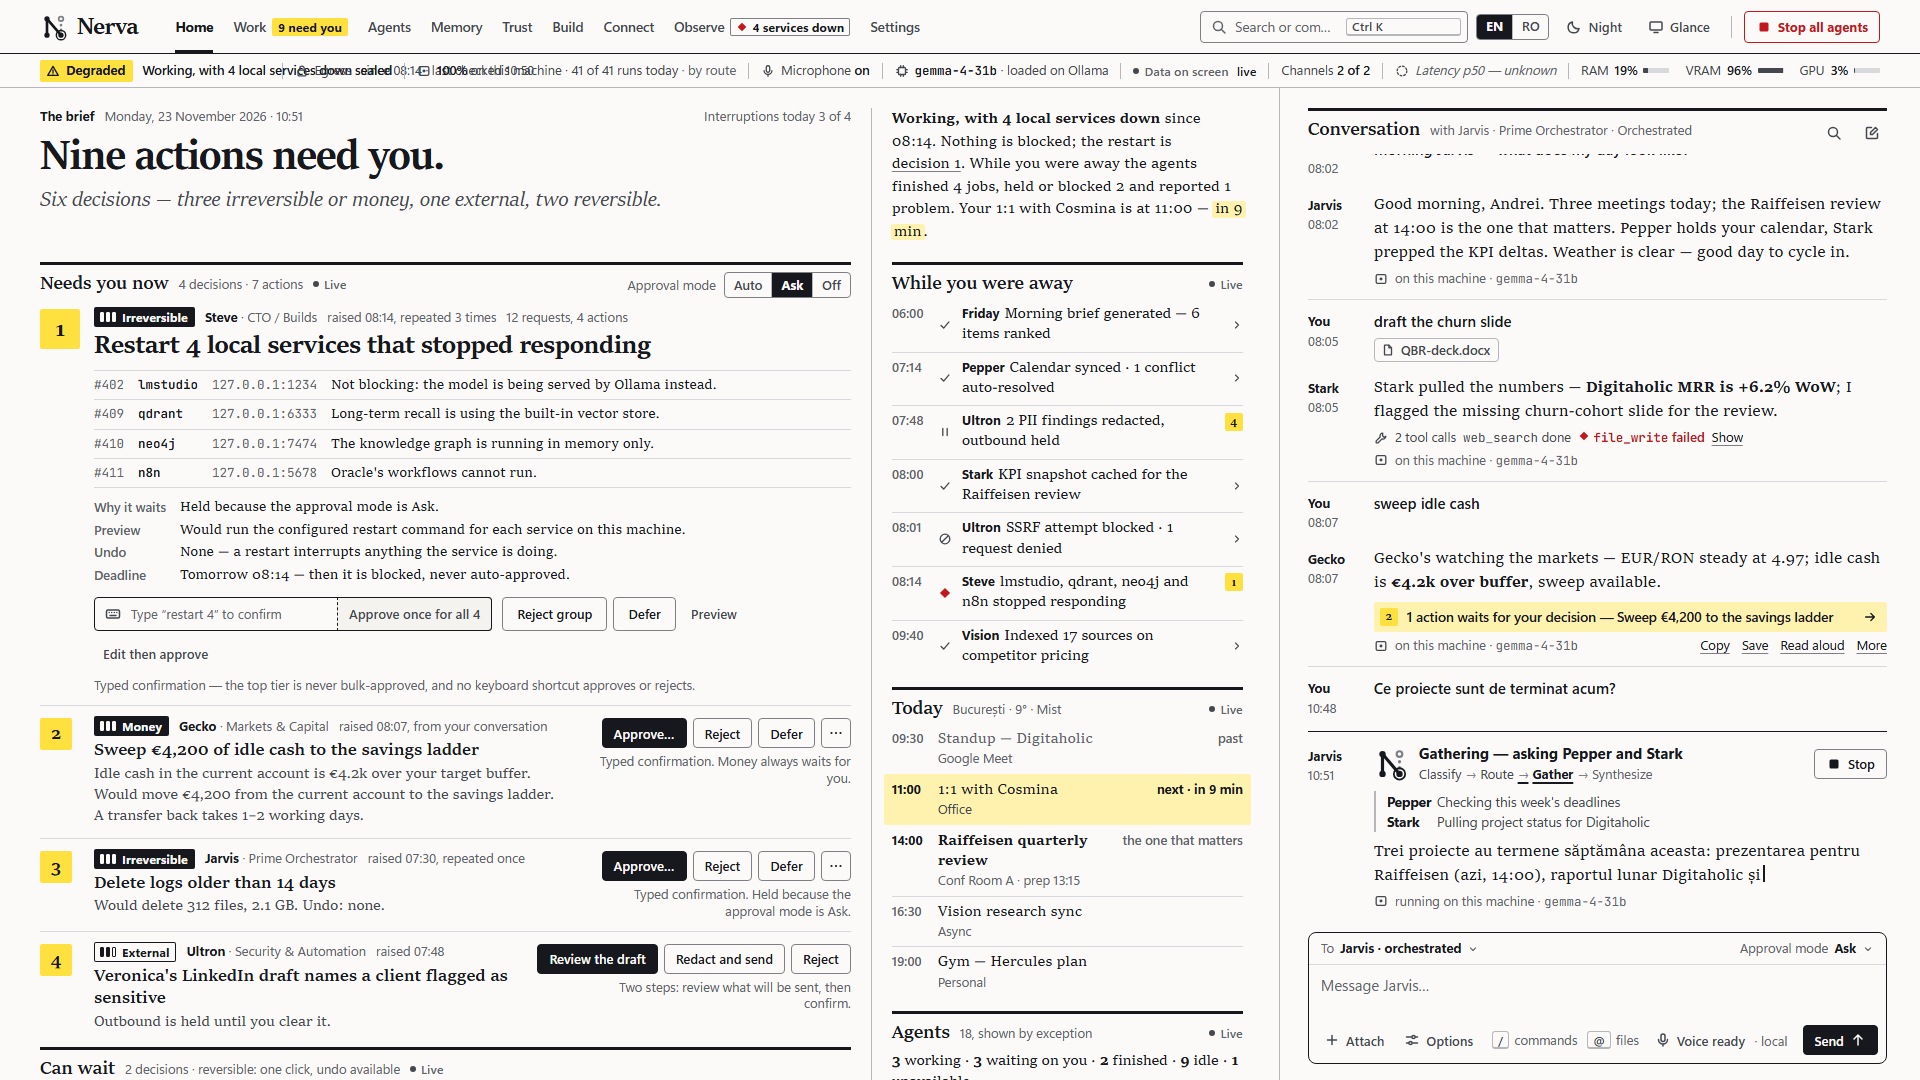 Nerva
Home
Work 9 need you
Agents
Memory
Trust
Build
Connect
Observe 4 services down
Settings
Search or com... Ctrl K
EN RO
Night
Glance
Stop all agents
Degraded
Working, with 4 local services down
100%
machine · 41 of 41 runs today · by route
Microphone on
gemma-4-31b · loaded on Ollama
Data on screen live
Channels 2 of 2
Latency p50 — unknown
RAM 19%
VRAM 96%
GPU 3%
The brief Monday, 23 November 2026 · 10:51
Interruptions today 3 of 4
Nine actions need you.
Six decisions — three irreversible or money, one external, two reversible.
Needs you now 4 decisions · 7 actions Live
Approval mode Auto Ask Off
1
Irreversible Steve · CTO / Builds raised 08:14, repeated 3 times 12 requests, 4 actions
Restart 4 local services that stopped responding
#402 lmstudio 127.0.0.1:1234 Not blocking: the model is being served by Ollama instead.
#409 qdrant 127.0.0.1:6333 Long-term recall is using the built-in vector store.
#410 neo4j 127.0.0.1:7474 The knowledge graph is running in memory only.
#411 n8n 127.0.0.1:5678 Oracle's workflows cannot run.
Why it waits Held because the approval mode is Ask.
Preview Would run the configured restart command for each service on this machine.
Undo None — a restart interrupts anything the service is doing.
Deadline Tomorrow 08:14 — then it is blocked, never auto-approved.
Type “restart 4” to confirm Approve once for all 4 Reject group Defer Preview
Edit then approve
Typed confirmation — the top tier is never bulk-approved, and no keyboard shortcut approves or rejects.
2
Money Gecko · Markets & Capital raised 08:07, from your conversation
Sweep €4,200 of idle cash to the savings ladder
Idle cash in the current account is €4.2k over your target buffer.
Would move €4,200 from the current account to the savings ladder.
A transfer back takes 1–2 working days.
Approve... Reject Defer ...
Typed confirmation. Money always waits for
you.
3
Irreversible Jarvis · Prime Orchestrator raised 07:30, repeated once
Delete logs older than 14 days
Would delete 312 files, 2.1 GB. Undo: none.
Approve... Reject Defer ...
Typed confirmation. Held because the
approval mode is Ask.
4
External Ultron · Security & Automation raised 07:48
Veronica's LinkedIn draft names a client flagged as
sensitive
Outbound is held until you clear it.
Review the draft Redact and send Reject
Two steps: review what will be sent, then
confirm.
Can wait 2 decisions · reversible: one click, undo available Live
Working, with 4 local services down since
08:14. Nothing is blocked; the restart is
decision 1. While you were away the agents
finished 4 jobs, held or blocked 2 and reported 1
problem. Your 1:1 with Cosmina is at 11:00 — in 9
min.
While you were away Live
06:00 Friday Morning brief generated — 6
items ranked
07:14 Pepper Calendar synced · 1 conflict
auto-resolved
07:48 Ultron 2 PII findings redacted, 4
outbound held
08:00 Stark KPI snapshot cached for the
Raiffeisen review
08:01 Ultron SSRF attempt blocked · 1
request denied
08:14 Steve lmstudio, qdrant, neo4j and 1
n8n stopped responding
09:40 Vision Indexed 17 sources on
competitor pricing
Today București · 9° · Mist Live
09:30 Standup — Digitaholic past
Google Meet
11:00 1:1 with Cosmina next · in 9 min
Office
14:00 Raiffeisen quarterly the one that matters
review
Conf Room A · prep 13:15
16:30 Vision research sync
Async
19:00 Gym — Hercules plan
Personal
Agents 18, shown by exception Live
3 working · 3 waiting on you · 2 finished · 9 idle · 1
Conversation with Jarvis · Prime Orchestrator · Orchestrated
08:02
Jarvis
08:02
Good morning, Andrei. Three meetings today; the Raiffeisen review
at 14:00 is the one that matters. Pepper holds your calendar, Stark
prepped the KPI deltas. Weather is clear — good day to cycle in.
on this machine · gemma-4-31b
You
08:05
draft the churn slide
QBR-deck.docx
Stark
08:05
Stark pulled the numbers — Digitaholic MRR is +6.2% WoW; I
flagged the missing churn-cohort slide for the review.
2 tool calls web_search done file_write failed Show
on this machine · gemma-4-31b
You
08:07
sweep idle cash
Gecko
08:07
Gecko's watching the markets — EUR/RON steady at 4.97; idle cash
is €4.2k over buffer, sweep available.
2 1 action waits for your decision — Sweep €4,200 to the savings ladder
on this machine · gemma-4-31b Copy Save Read aloud More
You
10:48
Ce proiecte sunt de terminat acum?
Jarvis
10:51
Gathering — asking Pepper and Stark
Classify → Route → Gather → Synthesize
Stop
Pepper Checking this week's deadlines
Stark Pulling project status for Digitaholic
Trei proiecte au termene săptămâna aceasta: prezentarea pentru
Raiffeisen (azi, 14:00), raportul lunar Digitaholic și
running on this machine · gemma-4-31b
To Jarvis · orchestrated Approval mode Ask
Message Jarvis...
Attach Options / commands @ files Voice ready · local Send